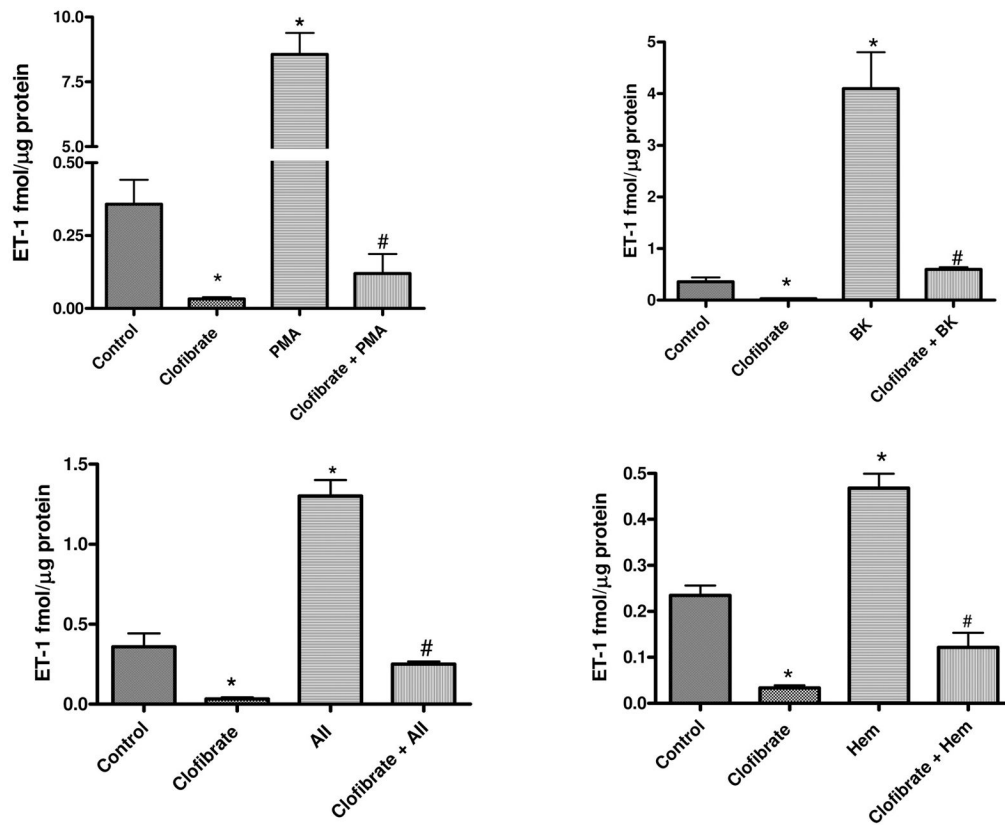 ET-1 fmol/µg protein
10.0
7.5
5.0
0.50
0.25
0.00
*
*
#
Control
Clofibrate
PMA
Clofibrate + PMA
ET-1 fmol/µg protein
5
4
3
2
1
0
*
*
#
Control
Clofibrate
BK
Clofibrate + BK
ET-1 fmol/µg protein
1.5
1.0
0.5
0.0
*
*
#
Control
Clofibrate
AII
Clofibrate + AII
ET-1 fmol/µg protein
0.5
0.4
0.3
0.2
0.1
0.0
*
*
#
Control
Clofibrate
Hem
Clofibrate + Hem